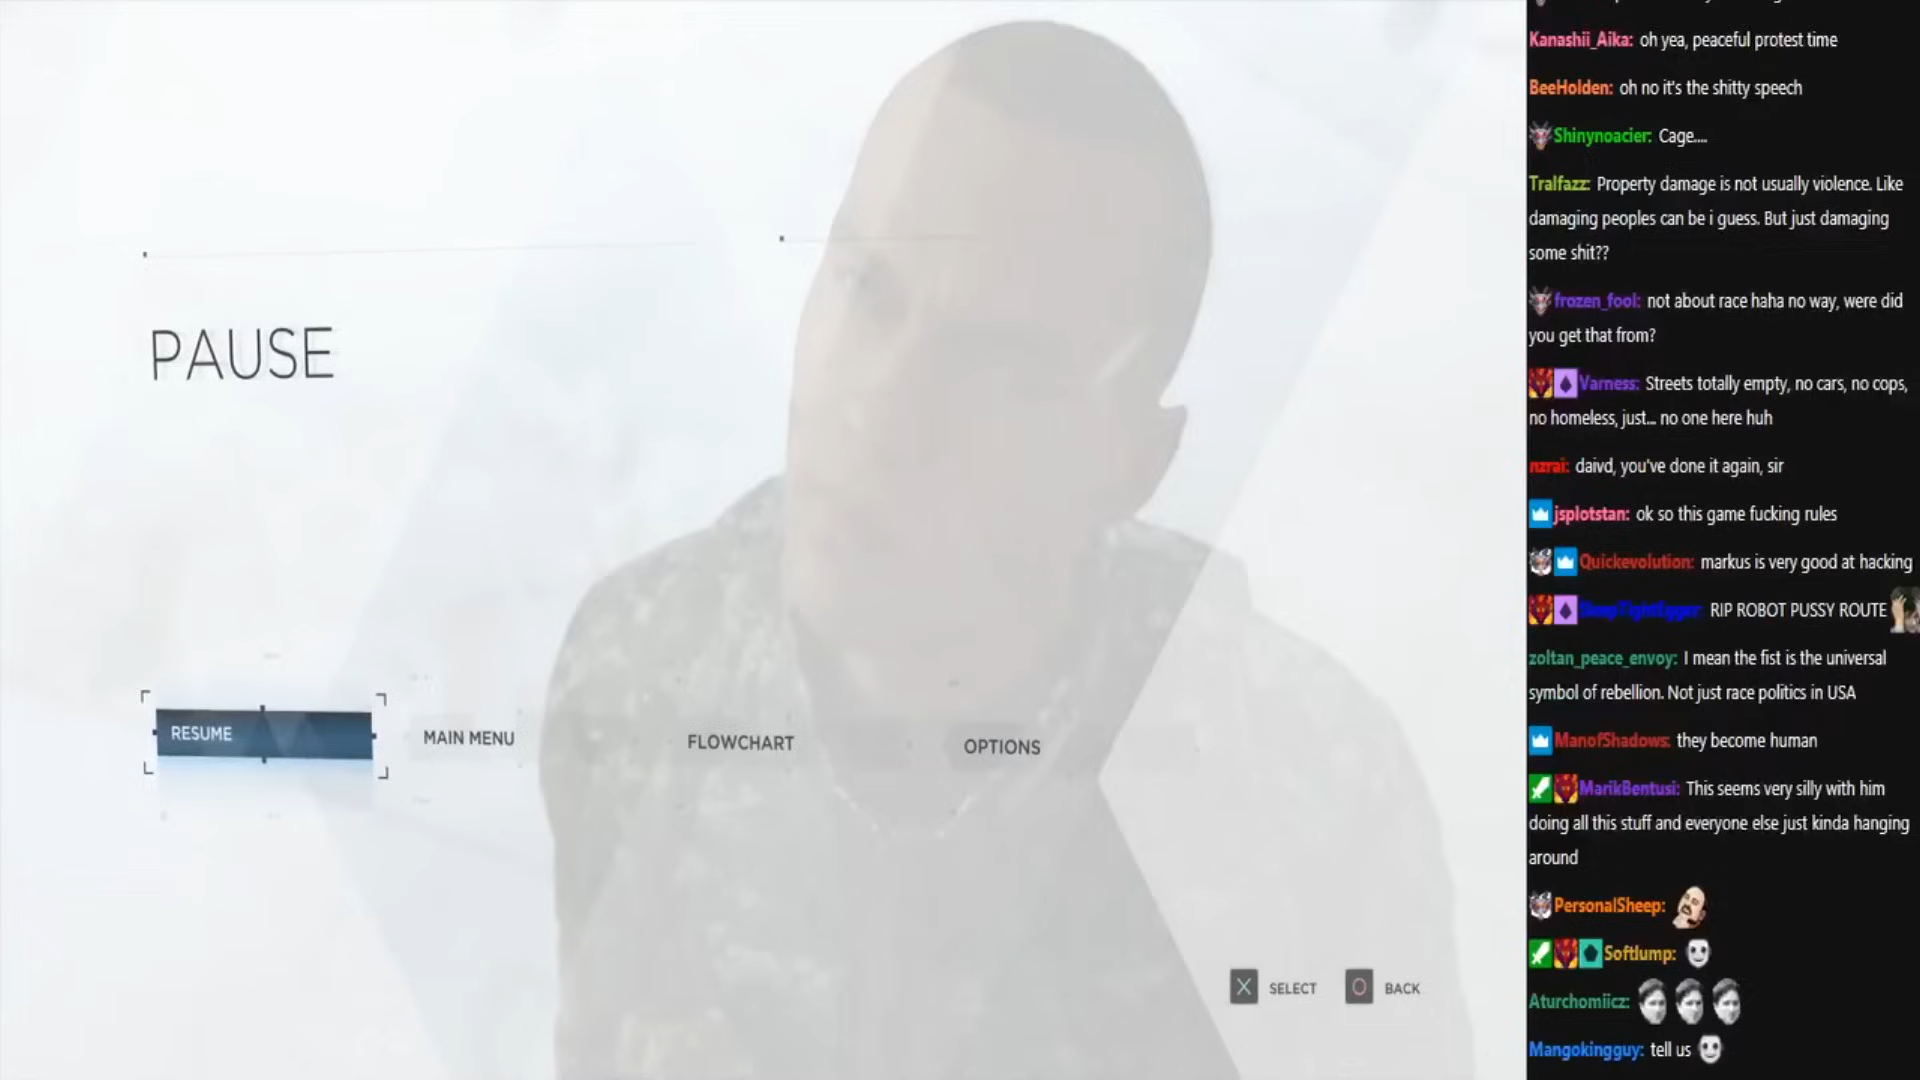 PAUSE
RESUME
MAIN MENU
FLOWCHART
OPTIONS
SELECT
BACK
Kanashii_Aika: oh yea, peaceful protest time
BeeHolden: oh no it's the shitty speech
Shinynoacier: Cage....
Tralfazz: Property damage is not usually violence. Like
damaging peoples can be i guess. But just damaging
some shit??
frozen_fool: not about race haha no way, were did
you get that from?
Varness: Streets totally empty, no cars, no cops,
no homeless, just... no one here huh
nzrai: daivd, you've done it again, sir
jsplotstan: ok so this game fucking rules
Quickevolution: markus is very good at hacking
SleepTightEgger: RIP ROBOT PUSSY ROUTE
zoltan_peace_envoy: I mean the fist is the universal
symbol of rebellion. Not just race politics in USA
ManofShadows: they become human
MarikBentusi: This seems very silly with him
doing all this stuff and everyone else just kinda hanging
around
PersonalSheep:
Softlump:
Aturchomiicz:
Mangokingguy: tell us